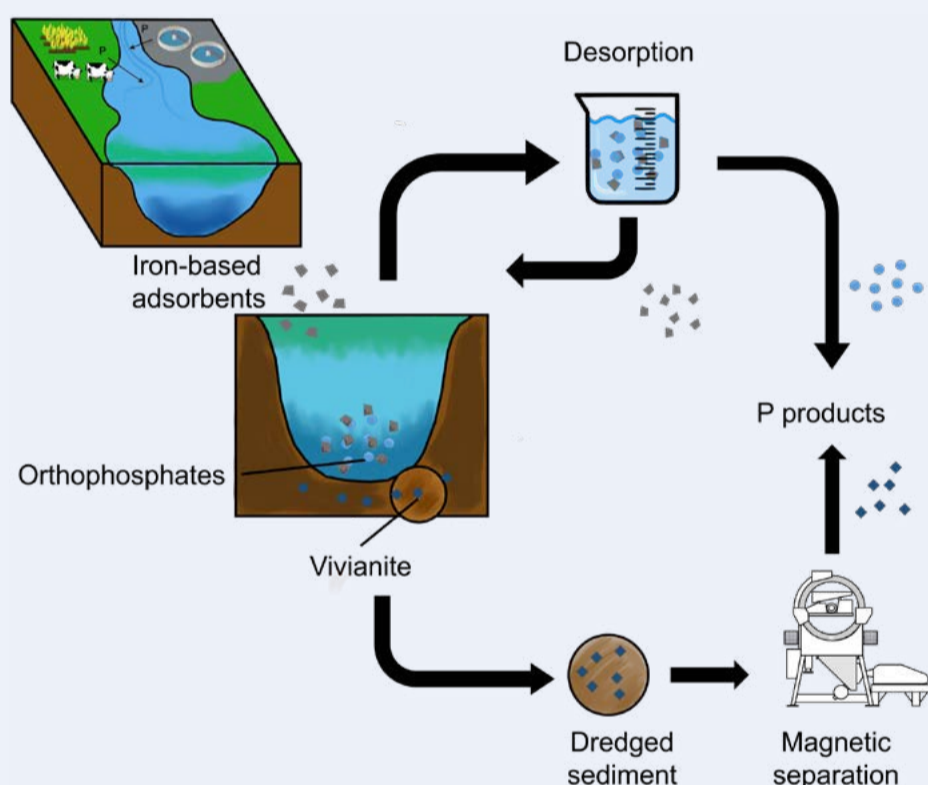 P
P
Desorption
Iron-based
adsorbents
P products
Orthophosphates
Vivianite
Dredged
sediment
Magnetic
separation